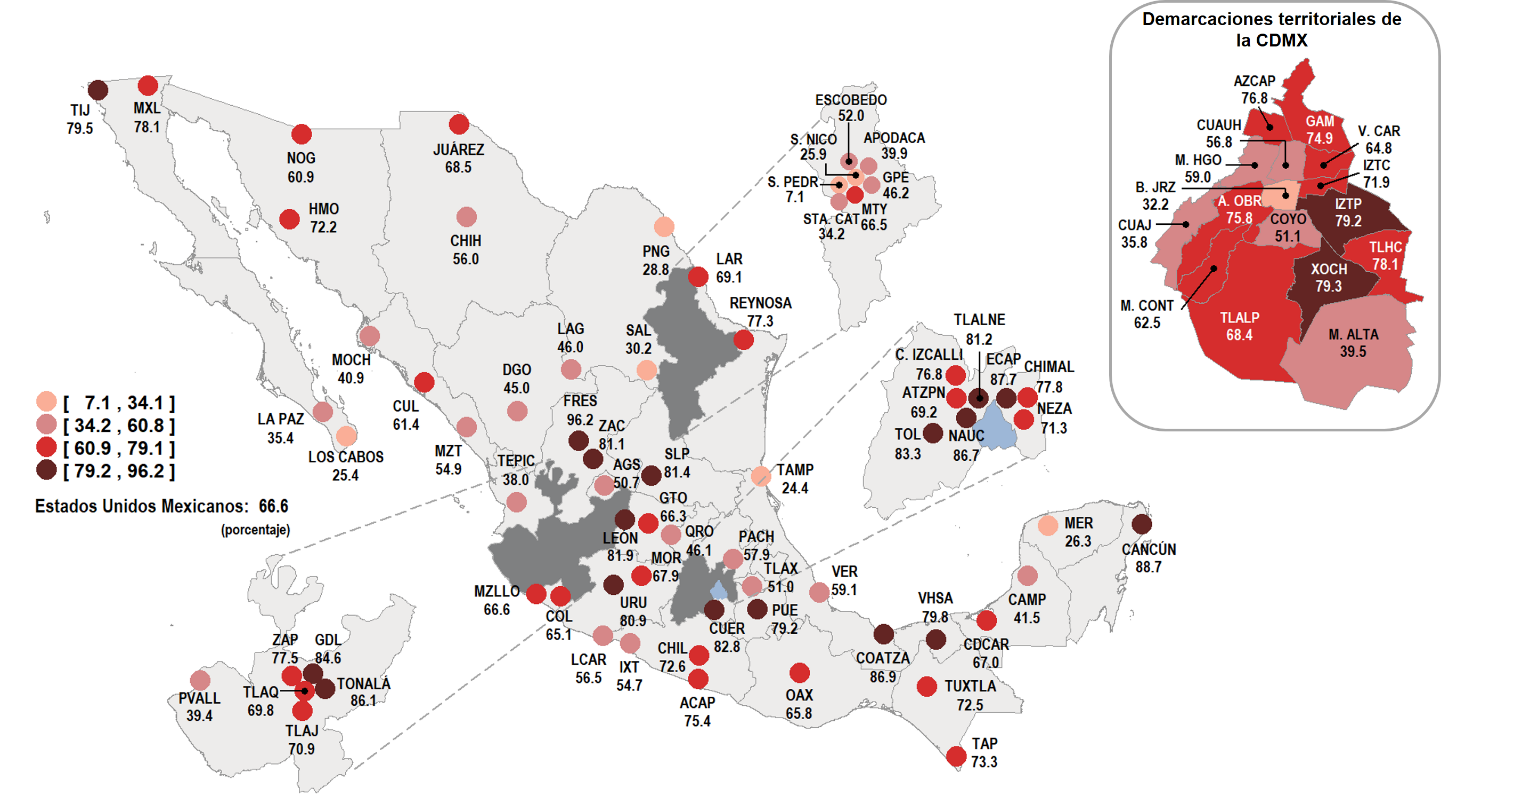 Demarcaciones territoriales de
la CDMX
AZCAP
76.8
CUAUH
56.8
GAM
74.9
V. CAR
64.8
M. HGO
59.0
IZTC
71.9
B. JRZ
32.2
A. OBR
75.8
IZTP
79.2
COYO
51.1
CUAJ
35.8
TLHC
78.1
XOCH
79.3
M. CONT
62.5
TLALP
68.4
M. ALTA
39.5
TIJ
79.5
MXL
78.1
NOG
60.9
JUÁREZ
68.5
HMO
72.2
CHIH
56.0
ESCOBEDO
52.0
S. NICO
25.9
APODACA
39.9
S. PEDR
7.1
GPE
46.2
STA. CAT
34.2
MTY
66.5
PNG
28.8
LAR
69.1
REYNOSA
77.3
LAG
46.0
SAL
30.2
MOCH
40.9
DGO
45.0
CUL
61.4
LA PAZ
35.4
LOS CABOS
25.4
MZT
54.9
FRES
96.2
ZAC
81.1
TEPIC
38.0
AGS
50.7
SLP
81.4
TAMP
24.4
GTO
66.3
LEÓN
81.9
QRO
46.1
PACH
57.9
MOR
67.9
TLAX
51.0
MZLLO
66.6
COL
65.1
URU
80.9
CUER
82.8
PUE
79.2
VER
59.1
LCAR
56.5
IXT
54.7
CHIL
72.6
ACAP
75.4
OAX
65.8
COATZA
86.9
VHSA
79.8
CDCAR
67.0
TUXTLA
72.5
TAP
73.3
CAMP
41.5
MER
26.3
CANCÚN
88.7
TLALNE
81.2
C. IZCALLI
76.8
ECAP
87.7
CHIMAL
77.8
ATZPN
69.2
NEZA
71.3
TOL
83.3
NAUC
86.7
[ 7.1 , 34.1 ]
[ 34.2 , 60.8 ]
[ 60.9 , 79.1 ]
[ 79.2 , 96.2 ]
Estados Unidos Mexicanos: 66.6
(porcentaje)
ZAP
77.5
GDL
84.6
TONALÁ
86.1
PVALL
39.4
TLAQ
69.8
TLAJ
70.9